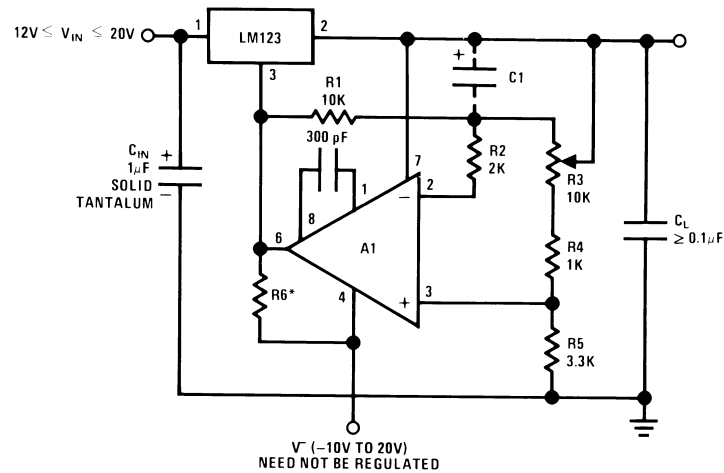 12V ≤ VIN ≤ 20V
1
LM123
2
3
R1
10K
+
C1
300 pF
CIN
1μF
SOLID
TANTALUM
+
−
8
1
7
2
R2
2K
R3
10K
CL
≥ 0.1μF
6
A1
−
+
R4
1K
R6*
4
3
R5
3.3K
V− (−10V TO 20V)
NEED NOT BE REGULATED